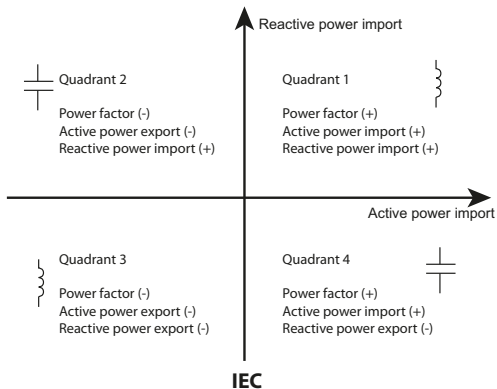 Reactive power import
Quadrant 2
Power factor (-)
Active power export (-)
Reactive power import (+)
Quadrant 1
Power factor (+)
Active power import (+)
Reactive power import (+)
Active power import
Quadrant 3
Power factor (-)
Active power export (-)
Reactive power export (-)
Quadrant 4
Power factor (+)
Active power import (+)
Reactive power export (-)
IEC